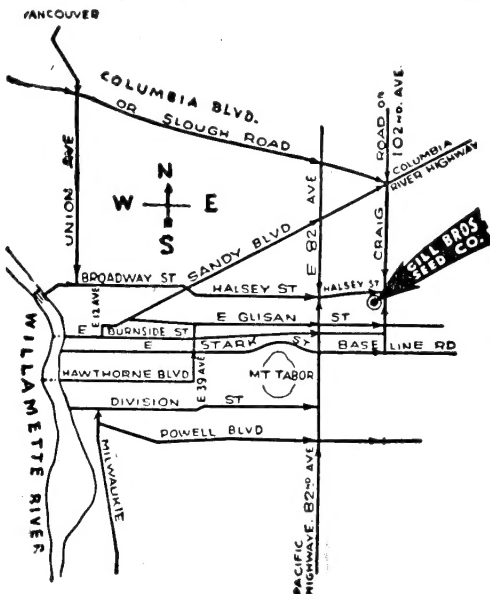 VANCOUVER
COLUMBIA BLVD.
OR SLOUGH ROAD
UNION AVE
N
W E
S
E 82 AVE
CRAIG ROAD OR
102ND. AVE.
COLUMBIA
RIVER HIGHWAY
SANDY BLVD
GILL BROS
SEED CO.
BROADWAY ST
HALSEY ST
HALSEY ST
E 12 AVE
E GLISAN ST
E BURNSIDE ST
E STARK ST
BASE LINE RD
HAWTHORNE BLVD
E 39 AVE
MT TABOR
DIVISION ST
POWELL BLVD
MILWAUKIE
WILLAMETTE RIVER
PACIFIC
HIGHWAYE. 82ND AVE